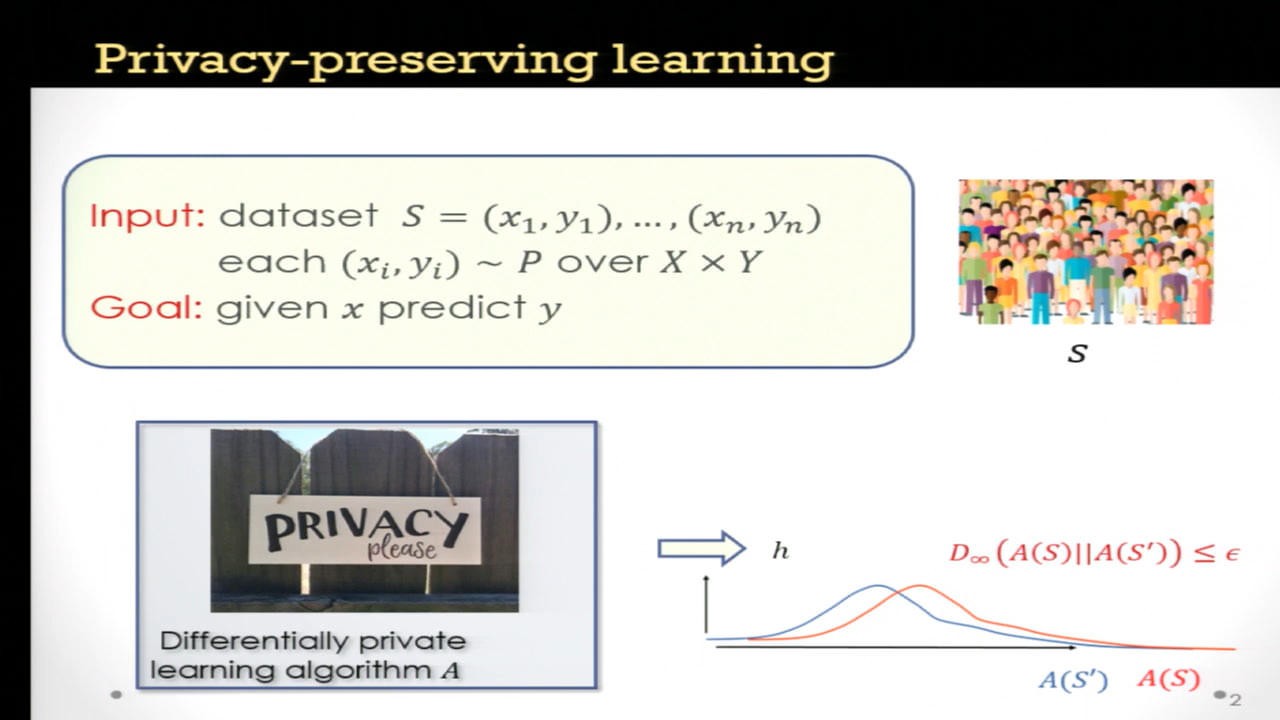 Privacy-preserving learning
Input: dataset S = (x₁, y₁), ... , (xₙ, yₙ)
each (xᵢ, yᵢ) ~ P over X × Y
Goal: given x predict y
S
PRIVACY
please
Differentially private
learning algorithm A
h
D∞(A(S)||A(S′)) ≤ ϵ
A(S′) A(S)
2